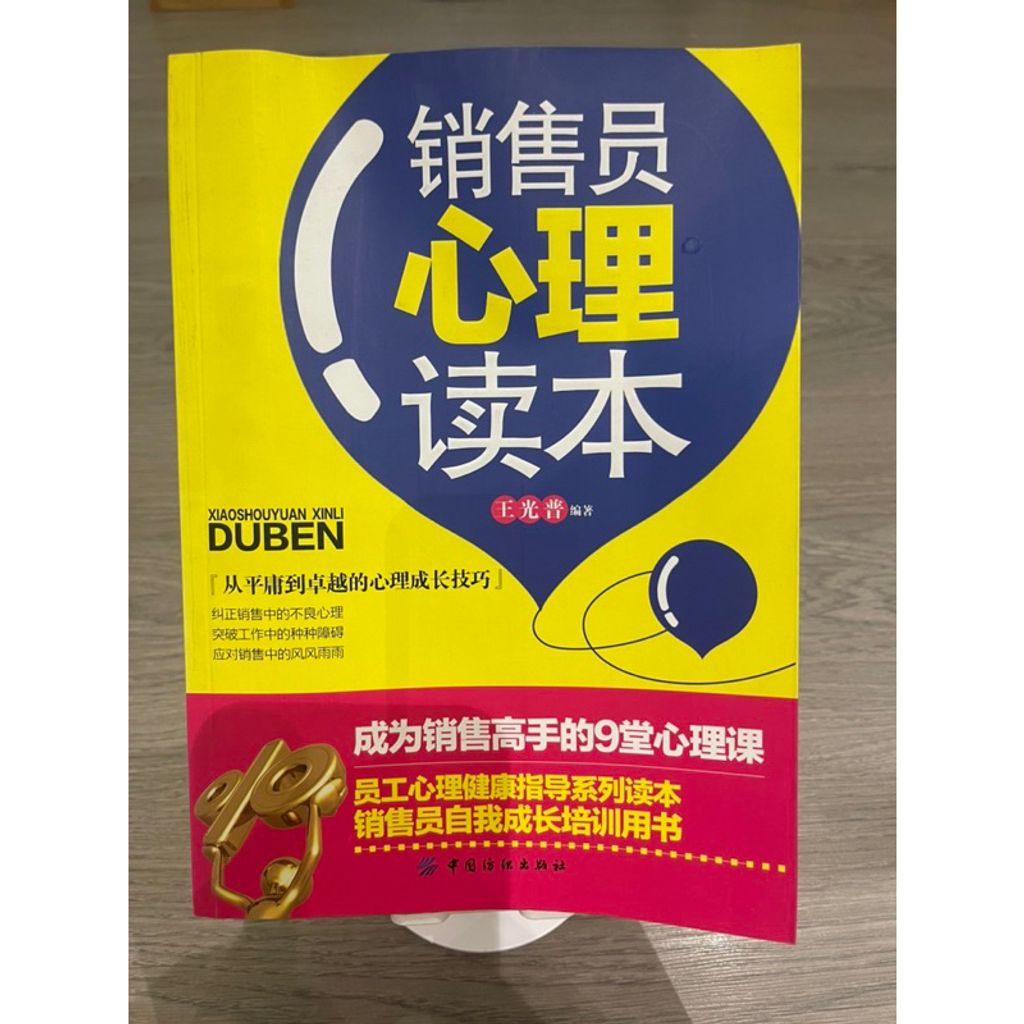 销售员
心理
读本
王光普 编著
XIAOSHOUYUAN XINLI
DUBEN
『从平庸到卓越的心理成长技巧』
纠正销售中的不良心理
突破工作中的种种障碍
应对销售中的风风雨雨
成为销售高手的9堂心理课
员工心理健康指导系列读本
销售员自我成长培训用书
中国纺织出版社